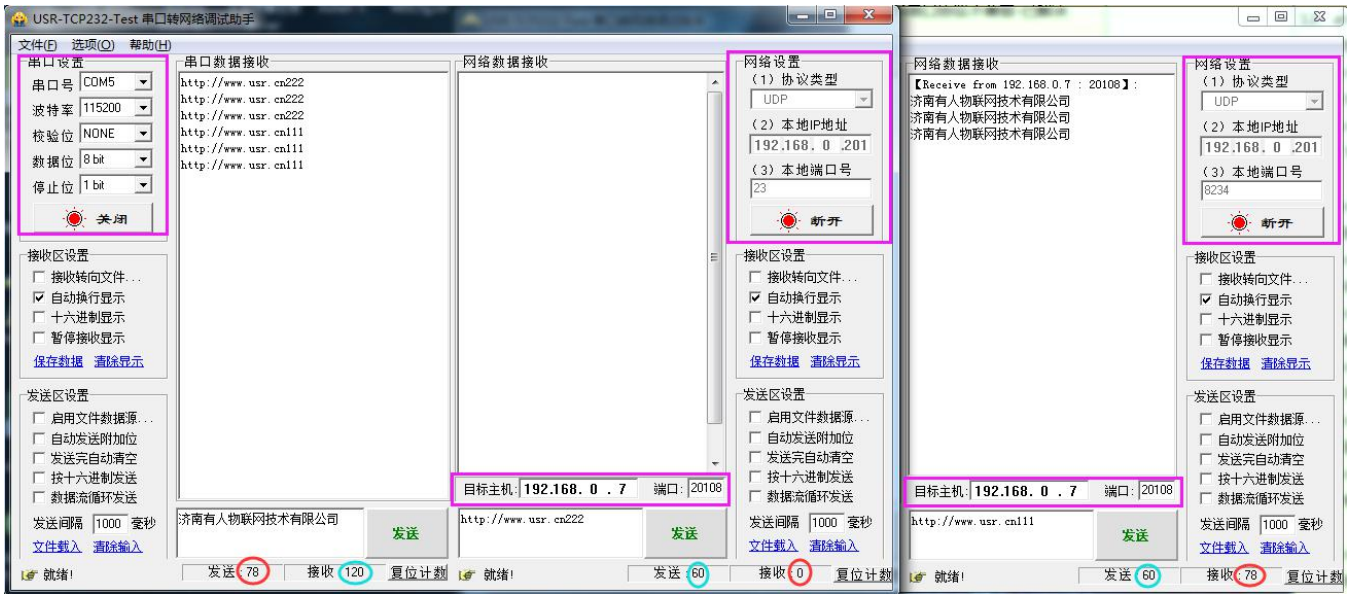 USR-TCP232-Test 串口转网络调试助手
文件(F) 选项(O) 帮助(H)
串口设置
串口号 COM5
波特率 115200
校验位 NONE
数据位 8 bit
停止位 1 bit
关闭
接收区设置
接收转向文件...
自动换行显示
十六进制显示
暂停接收显示
保存数据 清除显示
发送区设置
启用文件数据源...
自动发送附加位
发送完自动清空
按十六进制发送
数据流循环发送
发送间隔 1000 毫秒
文件载入 清除输入
就绪!
串口数据接收
http://www.usr.cn222
http://www.usr.cn222
http://www.usr.cn222
http://www.usr.cn111
http://www.usr.cn111
http://www.usr.cn111
济南有人物联网技术有限公司
发送
发送:78 接收:120 复位计数
网络数据接收
目标主机: 192.168. 0 . 7 端口: 20108
http://www.usr.cn222
发送
就绪!
发送:60 接收:0 复位计数
网络设置
(1) 协议类型
UDP
(2) 本地IP地址
192.168. 0 .201
(3) 本地端口号
23
断开
接收区设置
接收转向文件...
自动换行显示
十六进制显示
暂停接收显示
保存数据 清除显示
发送区设置
启用文件数据源...
自动发送附加位
发送完自动清空
按十六进制发送
数据流循环发送
发送间隔 1000 毫秒
文件载入 清除输入
网络数据接收
【Receive from 192.168.0.7 : 20108】:
济南有人物联网技术有限公司
济南有人物联网技术有限公司
济南有人物联网技术有限公司
目标主机: 192.168. 0 . 7 端口: 20108
http://www.usr.cn111
发送
就绪!
发送:60 接收:78 复位计数
网络设置
(1) 协议类型
UDP
(2) 本地IP地址
192.168. 0 .201
(3) 本地端口号
8234
断开
接收区设置
接收转向文件...
自动换行显示
十六进制显示
暂停接收显示
保存数据 清除显示
发送区设置
启用文件数据源...
自动发送附加位
发送完自动清空
按十六进制发送
数据流循环发送
发送间隔 1000 毫秒
文件载入 清除输入